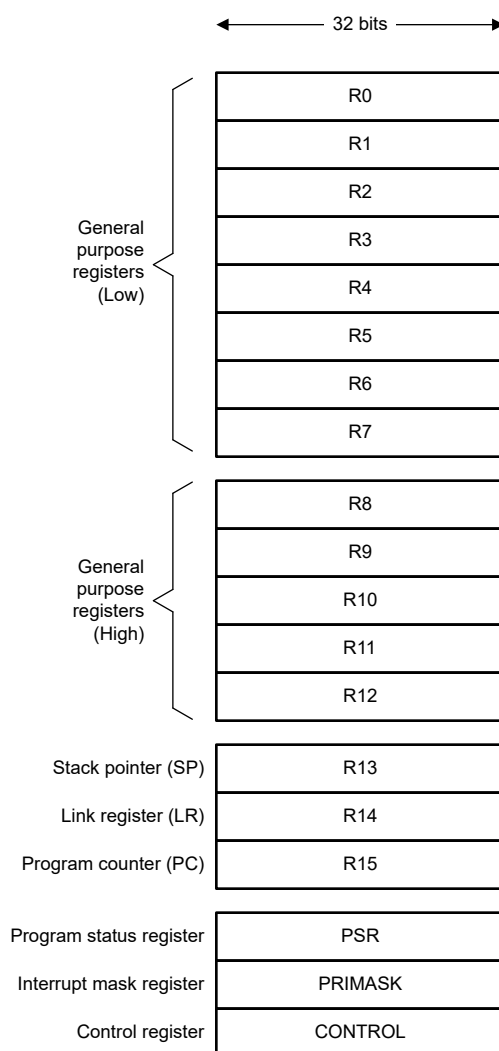 32 bits
R0
R1
R2
R3
General
purpose
registers
(Low)
R4
R5
R6
R7
R8
R9
General
purpose
registers
(High)
R10
R11
R12
Stack pointer (SP)
R13
Link register (LR)
R14
Program counter (PC)
R15
Program status register
PSR
Interrupt mask register
PRIMASK
Control register
CONTROL